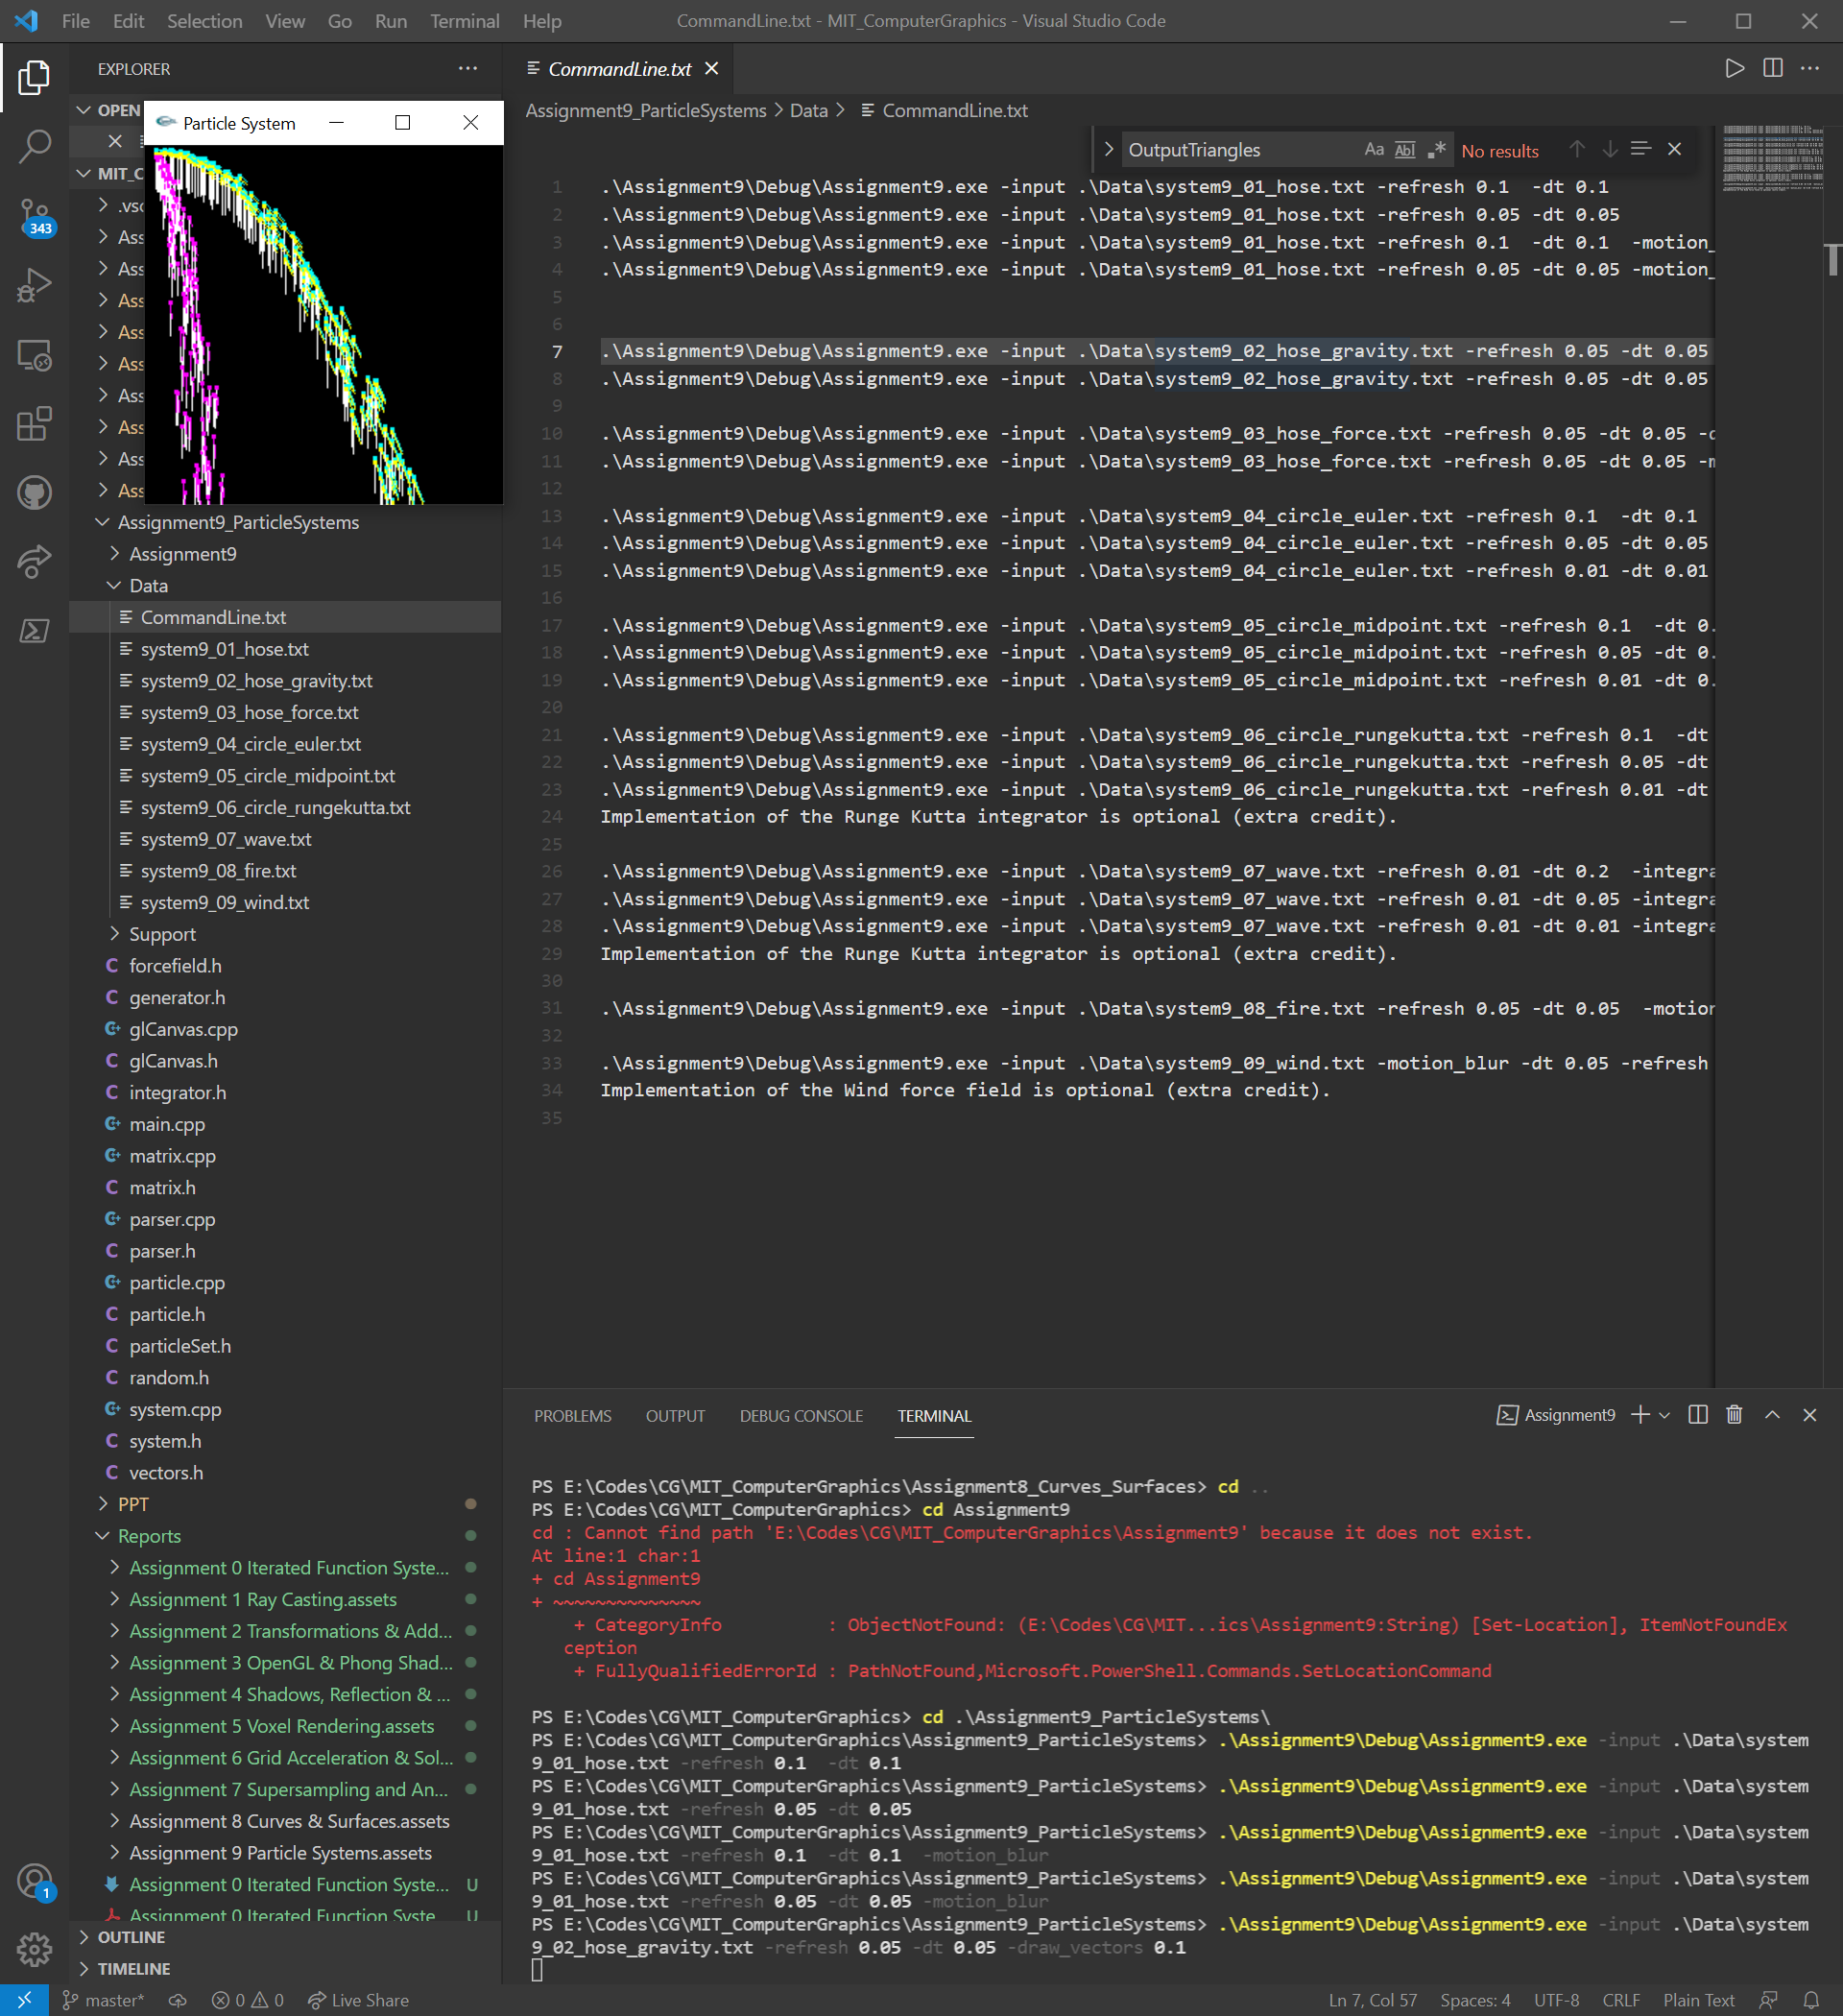 File Edit Selection View Go Run Terminal Help CommandLine.txt - MIT_ComputerGraphics - Visual Studio Code
EXPLORER
OPEN
MIT_C
.vsc
Ass
Ass
Ass
Ass
Ass
Ass
Ass
Ass
Ass
Particle System
343
Assignment9_ParticleSystems
Assignment9
Data
CommandLine.txt
system9_01_hose.txt
system9_02_hose_gravity.txt
system9_03_hose_force.txt
system9_04_circle_euler.txt
system9_05_circle_midpoint.txt
system9_06_circle_rungekutta.txt
system9_07_wave.txt
system9_08_fire.txt
system9_09_wind.txt
Support
C forcefield.h
C generator.h
glCanvas.cpp
C glCanvas.h
C integrator.h
main.cpp
matrix.cpp
C matrix.h
parser.cpp
C parser.h
particle.cpp
C particle.h
C particleSet.h
C random.h
system.cpp
C system.h
C vectors.h
PPT
Reports
Assignment 0 Iterated Function Syste...
Assignment 1 Ray Casting.assets
Assignment 2 Transformations & Add...
Assignment 3 OpenGL & Phong Shad...
Assignment 4 Shadows, Reflection & ...
Assignment 5 Voxel Rendering.assets
Assignment 6 Grid Acceleration & Sol...
Assignment 7 Supersampling and An...
Assignment 8 Curves & Surfaces.assets
Assignment 9 Particle Systems.assets
Assignment 0 Iterated Function Syste... U
Assignment 0 Iterated Function Syste U
OUTLINE
TIMELINE
1
CommandLine.txt
Assignment9_ParticleSystems > Data > CommandLine.txt
OutputTriangles Aa Abl .* No results
1 .\Assignment9\Debug\Assignment9.exe -input .\Data\system9_01_hose.txt -refresh 0.1  -dt 0.1
2 .\Assignment9\Debug\Assignment9.exe -input .\Data\system9_01_hose.txt -refresh 0.05 -dt 0.05
3 .\Assignment9\Debug\Assignment9.exe -input .\Data\system9_01_hose.txt -refresh 0.1  -dt 0.1  -motion_
4 .\Assignment9\Debug\Assignment9.exe -input .\Data\system9_01_hose.txt -refresh 0.05 -dt 0.05 -motion_
5
6
7 .\Assignment9\Debug\Assignment9.exe -input .\Data\system9_02_hose_gravity.txt -refresh 0.05 -dt 0.05
8 .\Assignment9\Debug\Assignment9.exe -input .\Data\system9_02_hose_gravity.txt -refresh 0.05 -dt 0.05
9
10 .\Assignment9\Debug\Assignment9.exe -input .\Data\system9_03_hose_force.txt -refresh 0.05 -dt 0.05 -d
11 .\Assignment9\Debug\Assignment9.exe -input .\Data\system9_03_hose_force.txt -refresh 0.05 -dt 0.05 -m
12
13 .\Assignment9\Debug\Assignment9.exe -input .\Data\system9_04_circle_euler.txt -refresh 0.1  -dt 0.1
14 .\Assignment9\Debug\Assignment9.exe -input .\Data\system9_04_circle_euler.txt -refresh 0.05 -dt 0.05
15 .\Assignment9\Debug\Assignment9.exe -input .\Data\system9_04_circle_euler.txt -refresh 0.01 -dt 0.01
16
17 .\Assignment9\Debug\Assignment9.exe -input .\Data\system9_05_circle_midpoint.txt -refresh 0.1  -dt 0.
18 .\Assignment9\Debug\Assignment9.exe -input .\Data\system9_05_circle_midpoint.txt -refresh 0.05 -dt 0.
19 .\Assignment9\Debug\Assignment9.exe -input .\Data\system9_05_circle_midpoint.txt -refresh 0.01 -dt 0.
20
21 .\Assignment9\Debug\Assignment9.exe -input .\Data\system9_06_circle_rungekutta.txt -refresh 0.1  -dt
22 .\Assignment9\Debug\Assignment9.exe -input .\Data\system9_06_circle_rungekutta.txt -refresh 0.05 -dt
23 .\Assignment9\Debug\Assignment9.exe -input .\Data\system9_06_circle_rungekutta.txt -refresh 0.01 -dt
24 Implementation of the Runge Kutta integrator is optional (extra credit).
25
26 .\Assignment9\Debug\Assignment9.exe -input .\Data\system9_07_wave.txt -refresh 0.01 -dt 0.2  -integra
27 .\Assignment9\Debug\Assignment9.exe -input .\Data\system9_07_wave.txt -refresh 0.01 -dt 0.05 -integra
28 .\Assignment9\Debug\Assignment9.exe -input .\Data\system9_07_wave.txt -refresh 0.01 -dt 0.01 -integra
29 Implementation of the Runge Kutta integrator is optional (extra credit).
30
31 .\Assignment9\Debug\Assignment9.exe -input .\Data\system9_08_fire.txt -refresh 0.05 -dt 0.05  -motion
32
33 .\Assignment9\Debug\Assignment9.exe -input .\Data\system9_09_wind.txt -motion_blur -dt 0.05 -refresh
34 Implementation of the Wind force field is optional (extra credit).
35
PROBLEMS OUTPUT DEBUG CONSOLE TERMINAL Assignment9
PS E:\Codes\CG\MIT_ComputerGraphics\Assignment8_Curves_Surfaces> cd ..
PS E:\Codes\CG\MIT_ComputerGraphics> cd Assignment9
cd : Cannot find path 'E:\Codes\CG\MIT_ComputerGraphics\Assignment9' because it does not exist.
At line:1 char:1
+ cd Assignment9
+ ~~~~~~~~~~~~~~
+ CategoryInfo          : ObjectNotFound: (E:\Codes\CG\MIT...ics\Assignment9:String) [Set-Location], ItemNotFoundEx
ception
+ FullyQualifiedErrorId : PathNotFound,Microsoft.PowerShell.Commands.SetLocationCommand
PS E:\Codes\CG\MIT_ComputerGraphics> cd .\Assignment9_ParticleSystems\
PS E:\Codes\CG\MIT_ComputerGraphics\Assignment9_ParticleSystems> .\Assignment9\Debug\Assignment9.exe -input .\Data\system
9_01_hose.txt -refresh 0.1  -dt 0.1
PS E:\Codes\CG\MIT_ComputerGraphics\Assignment9_ParticleSystems> .\Assignment9\Debug\Assignment9.exe -input .\Data\system
9_01_hose.txt -refresh 0.05 -dt 0.05
PS E:\Codes\CG\MIT_ComputerGraphics\Assignment9_ParticleSystems> .\Assignment9\Debug\Assignment9.exe -input .\Data\system
9_01_hose.txt -refresh 0.1  -dt 0.1  -motion_blur
PS E:\Codes\CG\MIT_ComputerGraphics\Assignment9_ParticleSystems> .\Assignment9\Debug\Assignment9.exe -input .\Data\system
9_01_hose.txt -refresh 0.05 -dt 0.05 -motion_blur
PS E:\Codes\CG\MIT_ComputerGraphics\Assignment9_ParticleSystems> .\Assignment9\Debug\Assignment9.exe -input .\Data\system
9_02_hose_gravity.txt -refresh 0.05 -dt 0.05 -draw_vectors 0.1
master* 0 0 Live Share Ln 7, Col 57 Spaces: 4 UTF-8 CRLF Plain Text